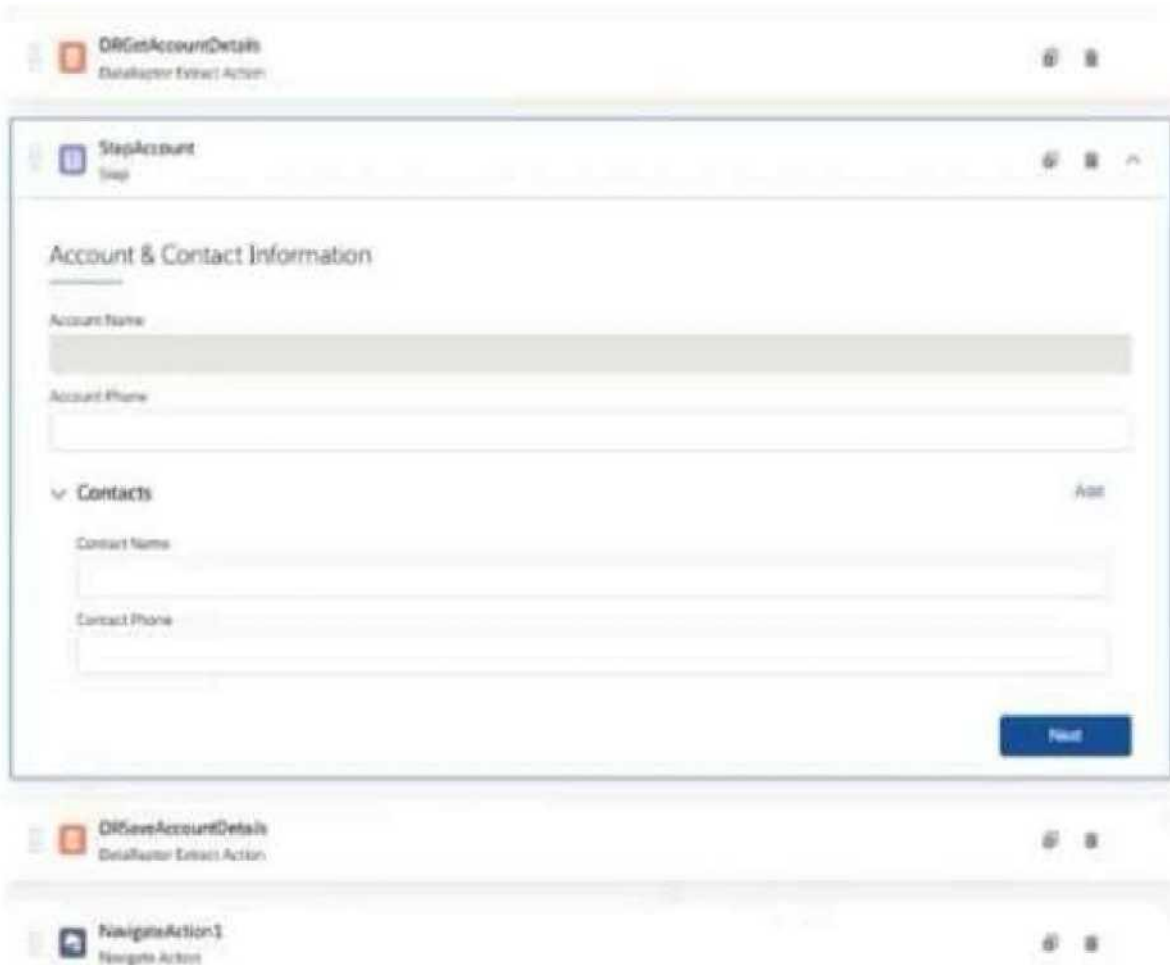 DRGetAccountDetails
DataRaptor Extract Action
StepAccount
Step
Account & Contact Information
Account Name
Account Phone
Contacts
Add
Contact Name
Contact Phone
Next
DRSaveAccountDetails
DataRaptor Extract Action
NavigateAction1
Navigate Action